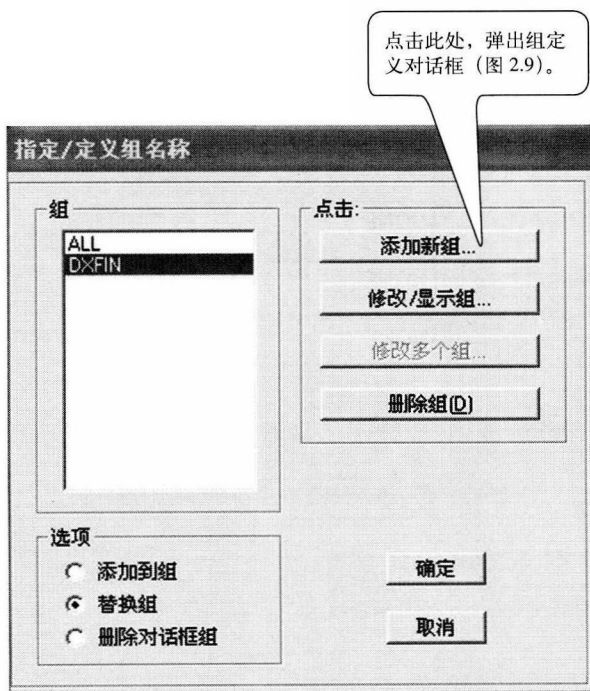 点击此处，弹出组定
义对话框（图 2.9）。
指定/定义组名称
组
ALL
DXFIN
点击:
添加新组...
修改/显示组...
修改多个组...
删除组(D)
选项
添加到组
替换组
删除对话框组
确定
取消